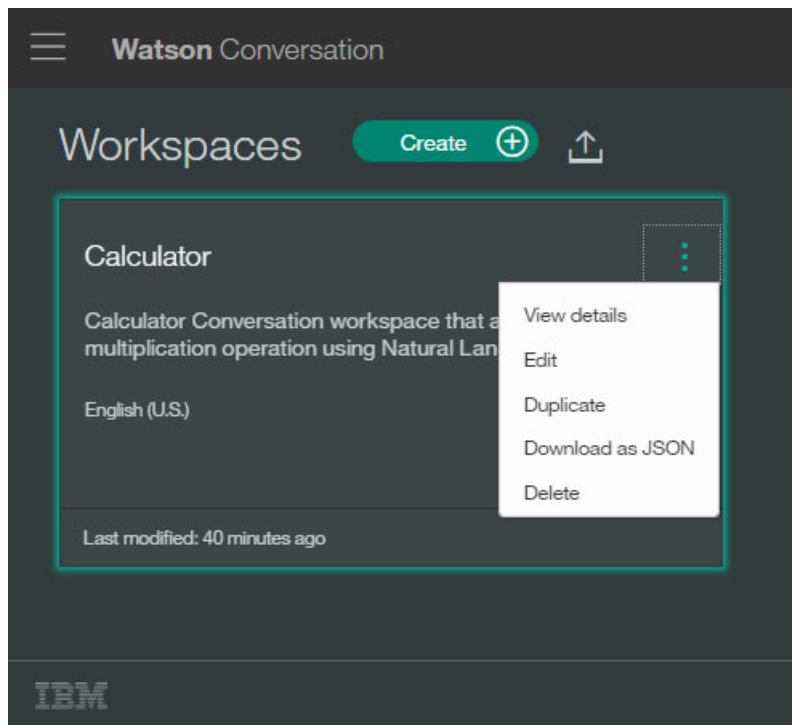 Watson Conversation
Workspaces
Create
Calculator
Calculator Conversation workspace that
multiplication operation using Natural
English (U.S.)
Last modified: 40 minutes ago
View details
Edit
Duplicate
Download as JSON
Delete
IBM